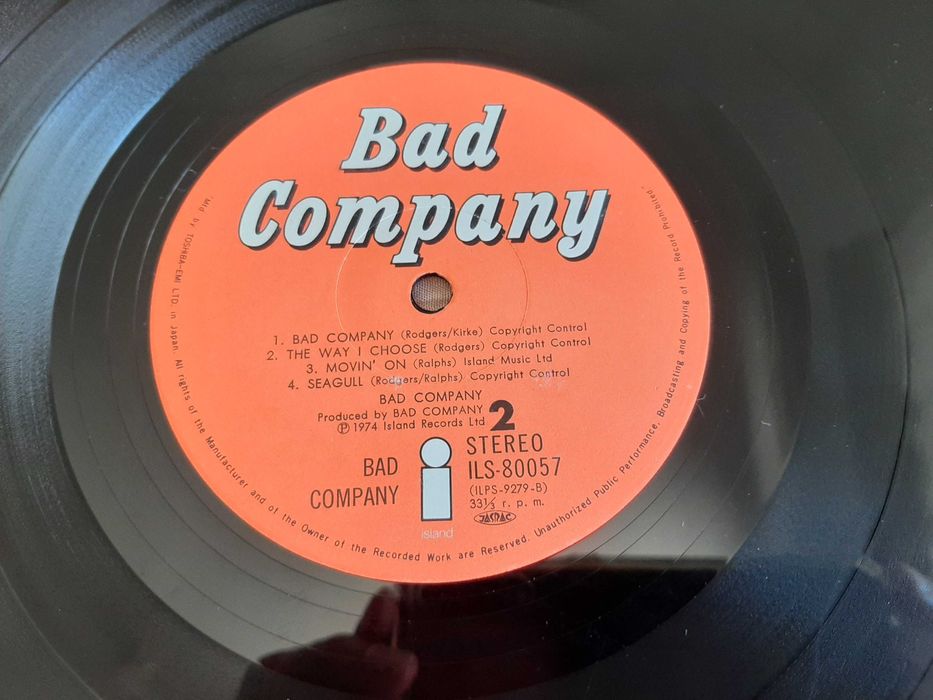 Bad
Company
1. BAD COMPANY (Rodgers/Kirke) Copyright Control
2. THE WAY I CHOOSE (Rodgers) Copyright Control
3. MOVIN' ON (Ralphs) Island Music Ltd
4. SEAGULL (Rodgers/Ralphs) Copyright Control
BAD COMPANY
Produced by BAD COMPANY
Ⓟ 1974 Island Records Ltd
2
BAD
COMPANY
island
STEREO
ILS-80057
(ILPS-9279-B)
33⅓ r. p. m.
JASRAC
"Mfd by TOSHIBA-EMI LTD. in Japan. All rights of the Manufacturer and of the Owner of the Recorded Work are Reserved. Unauthorized Public Performance, Broadcasting and Copying of the Record Prohibited"